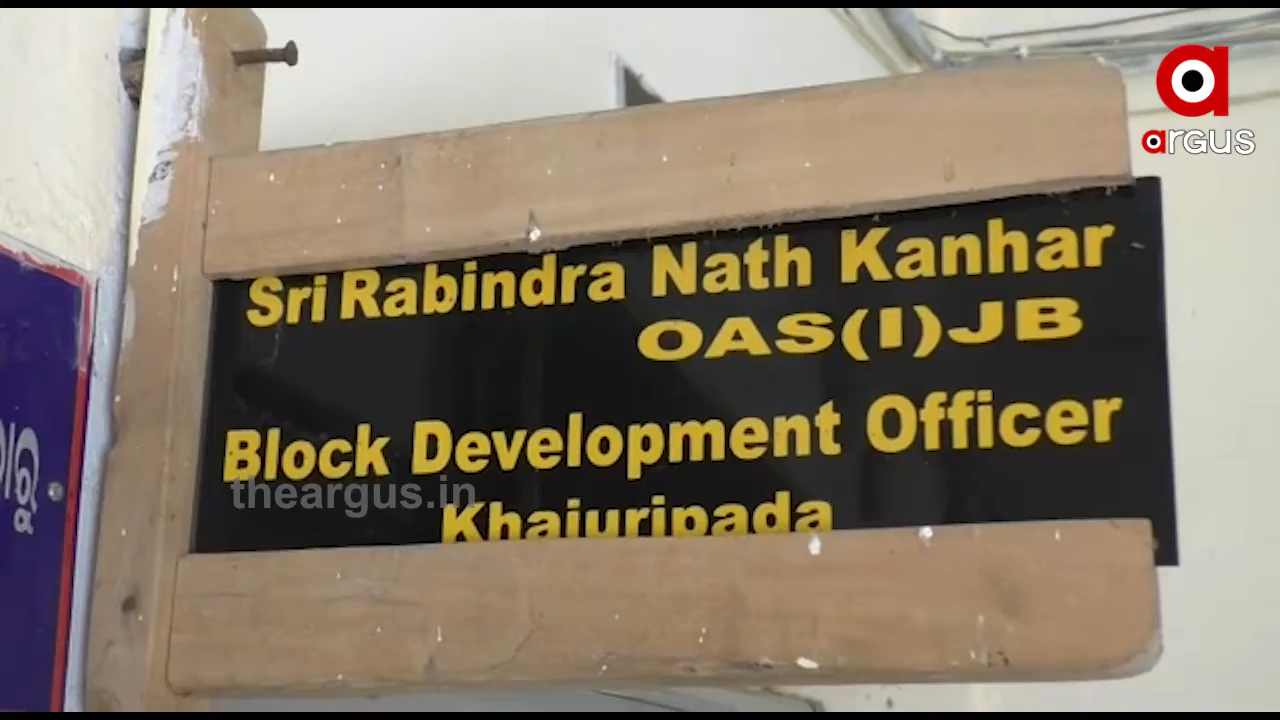 argus
Sri Rabindra Nath Kanhar
OAS(I)JB
Block Development Officer
theargus.in
Khajuripada